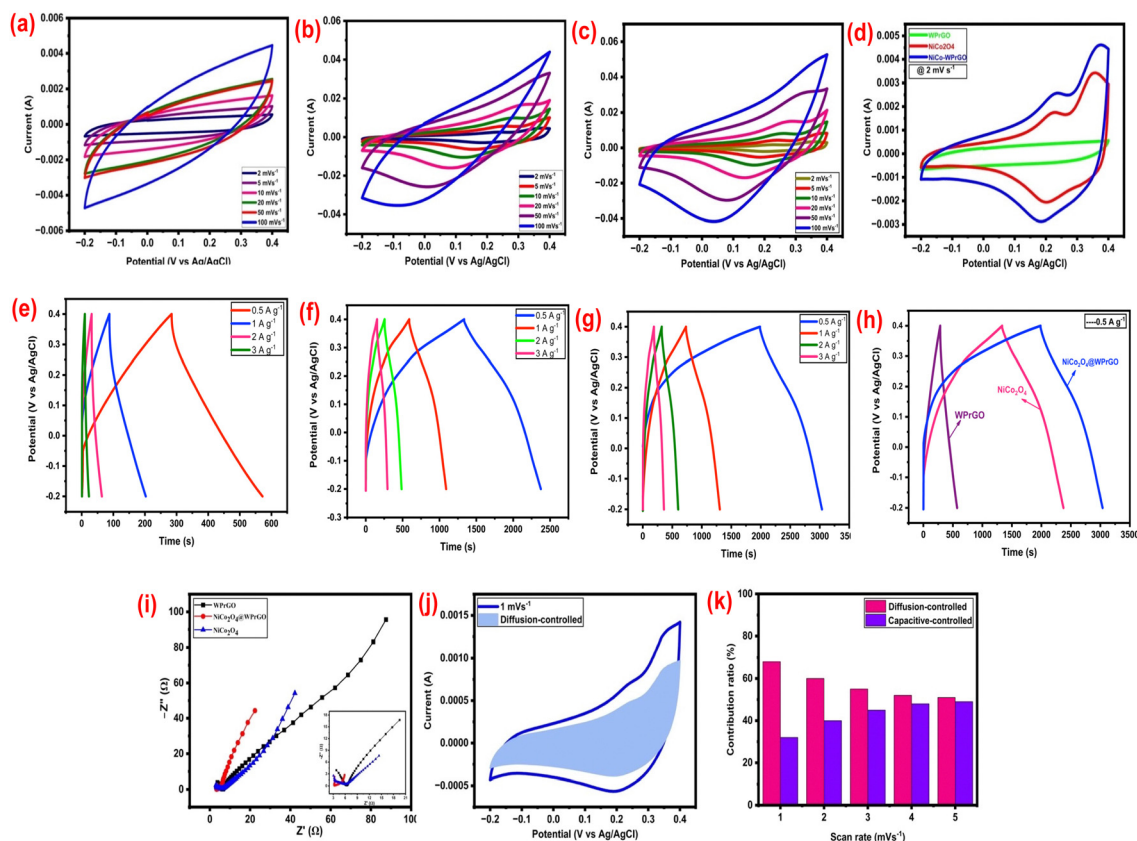 (a)
0.006
0.004
0.002
0.000
−0.002
−0.004
−0.006
Current (A)
2 mVs-1
5 mVs-1
10 mVs-1
20 mVs-1
50 mVs-1
100 mVs-1
−0.2 −0.1 0.0 0.1 0.2 0.3 0.4
Potential (V vs Ag/AgCl)
(b)
0.06
0.04
0.02
0.00
−0.02
−0.04
Current (A)
2 mVs-1
5 mVs-1
10 mVs-1
20 mVs-1
50 mVs-1
100 mVs-1
−0.2 −0.1 0.0 0.1 0.2 0.3 0.4
Potential (V vs Ag/AgCl)
(c)
0.06
0.04
0.02
0.00
−0.02
−0.04
Current (A)
2 mVs-1
5 mVs-1
10 mVs-1
20 mVs-1
50 mVs-1
100 mVs-1
−0.2 −0.1 0.0 0.1 0.2 0.3 0.4
Potential (V vs Ag/AgCl)
(d)
WPrGO
NiCo2O4
NiCo-WPrGO
@ 2 mV s-1
0.005
0.004
0.003
0.002
0.001
0.000
−0.001
−0.002
−0.003
Current (A)
−0.2 −0.1 0.0 0.1 0.2 0.3 0.4
Potential (V vs Ag/AgCl)
(e)
0.4
0.3
0.2
0.1
0.0
-0.1
-0.2
Potential (V vs Ag/AgCl)
0.5 A g-1
1 A g-1
2 A g-1
3 A g-1
0 100 200 300 400 500 600
Time (s)
(f)
0.5
0.4
0.3
0.2
0.1
0.0
-0.1
-0.2
-0.3
Potential (V vs Ag/AgCl)
0.5 A g-1
1 A g-1
2 A g-1
3 A g-1
0 500 1000 1500 2000 2500
Time (s)
(g)
0.4
0.3
0.2
0.1
0.0
-0.1
-0.2
Potential (V vs Ag/AgCl)
0.5 A g-1
1 A g-1
2 A g-1
3 A g-1
0 500 1000 1500 2000 2500 3000 3500
Time (s)
(h)
0.4
0.3
0.2
0.1
0.0
-0.1
-0.2
Potential (V vs Ag/AgCl)
----0.5 A g-1
NiCo2O4@WPrGO
NiCo2O4
WPrGO
0 500 1000 1500 2000 2500 3000 3500
Time (s)
(i)
WPrGO
NiCo2O4@WPrGO
NiCo2O4
100
80
60
40
20
0
−Z'' (Ω)
0 20 40 60 80 100
Z' (Ω)
(j)
1 mVs-1
Diffusion-controlled
0.0015
0.0010
0.0005
0.0000
−0.0005
Current (A)
−0.2 −0.1 0.0 0.1 0.2 0.3 0.4
Potential (V vs Ag/AgCl)
(k)
Diffusion-controlled
Capacitive-controlled
100
80
60
40
20
0
Contribution ratio (%)
1 2 3 4 5
Scan rate (mVs-1)